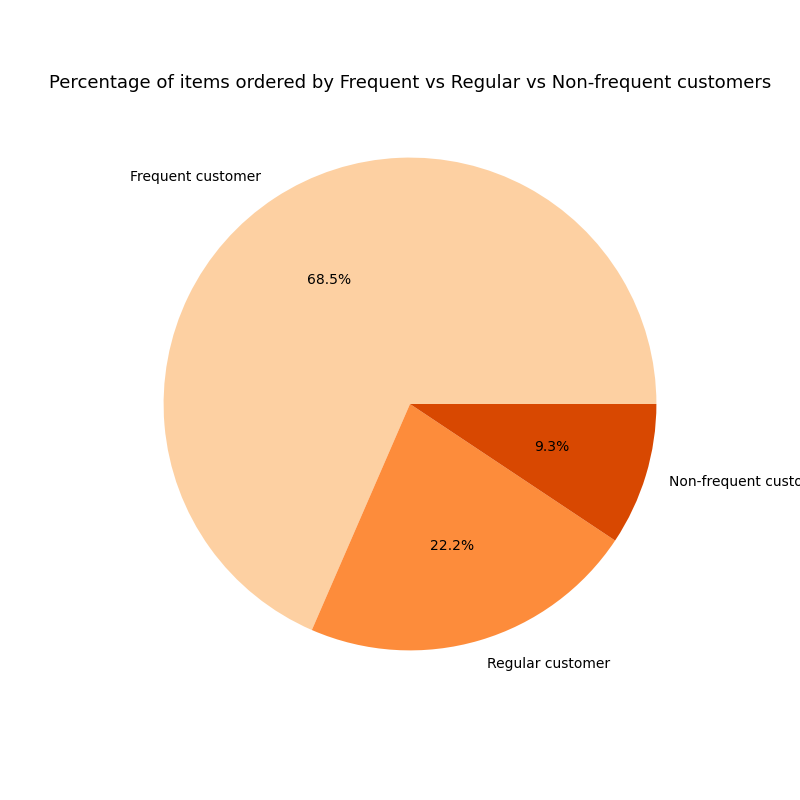 Percentage of items ordered by Frequent vs Regular vs Non-frequent customers
Frequent customer
68.5%
9.3%
Non-frequent custo
22.2%
Regular customer